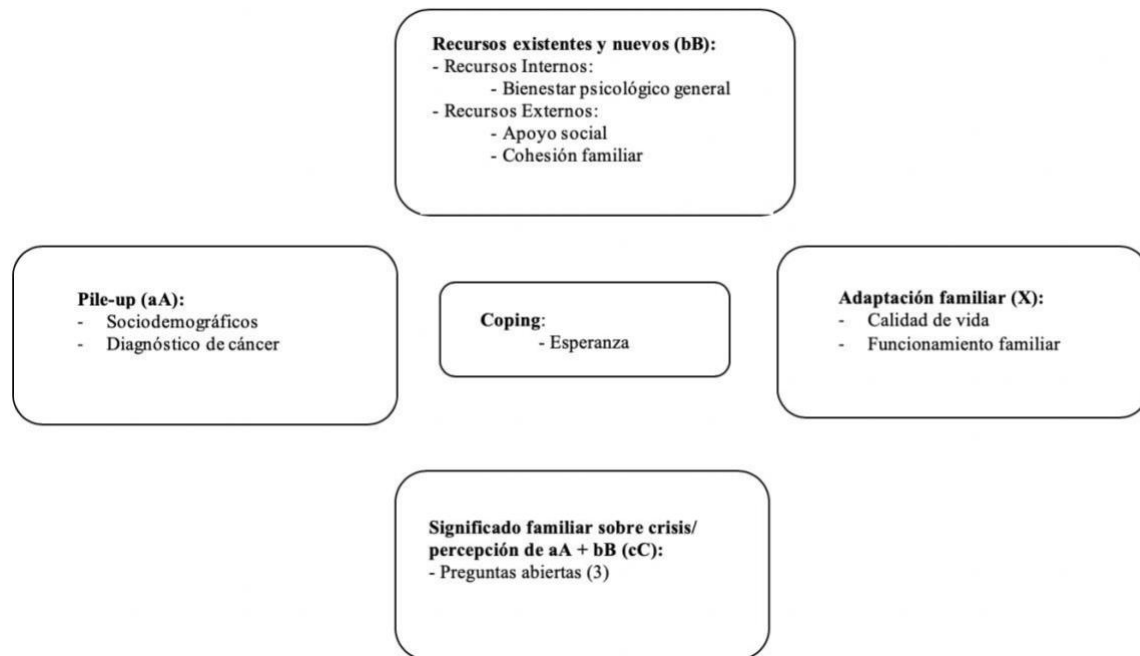 Recursos existentes y nuevos (bB):
- Recursos Internos:
- Bienestar psicológico general
- Recursos Externos:
- Apoyo social
- Cohesión familiar
Pile-up (aA):
- Sociodemográficos
- Diagnóstico de cáncer
Coping:
- Esperanza
Adaptación familiar (X):
- Calidad de vida
- Funcionamiento familiar
Significado familiar sobre crisis/
percepción de aA + bB (cC):
- Preguntas abiertas (3)